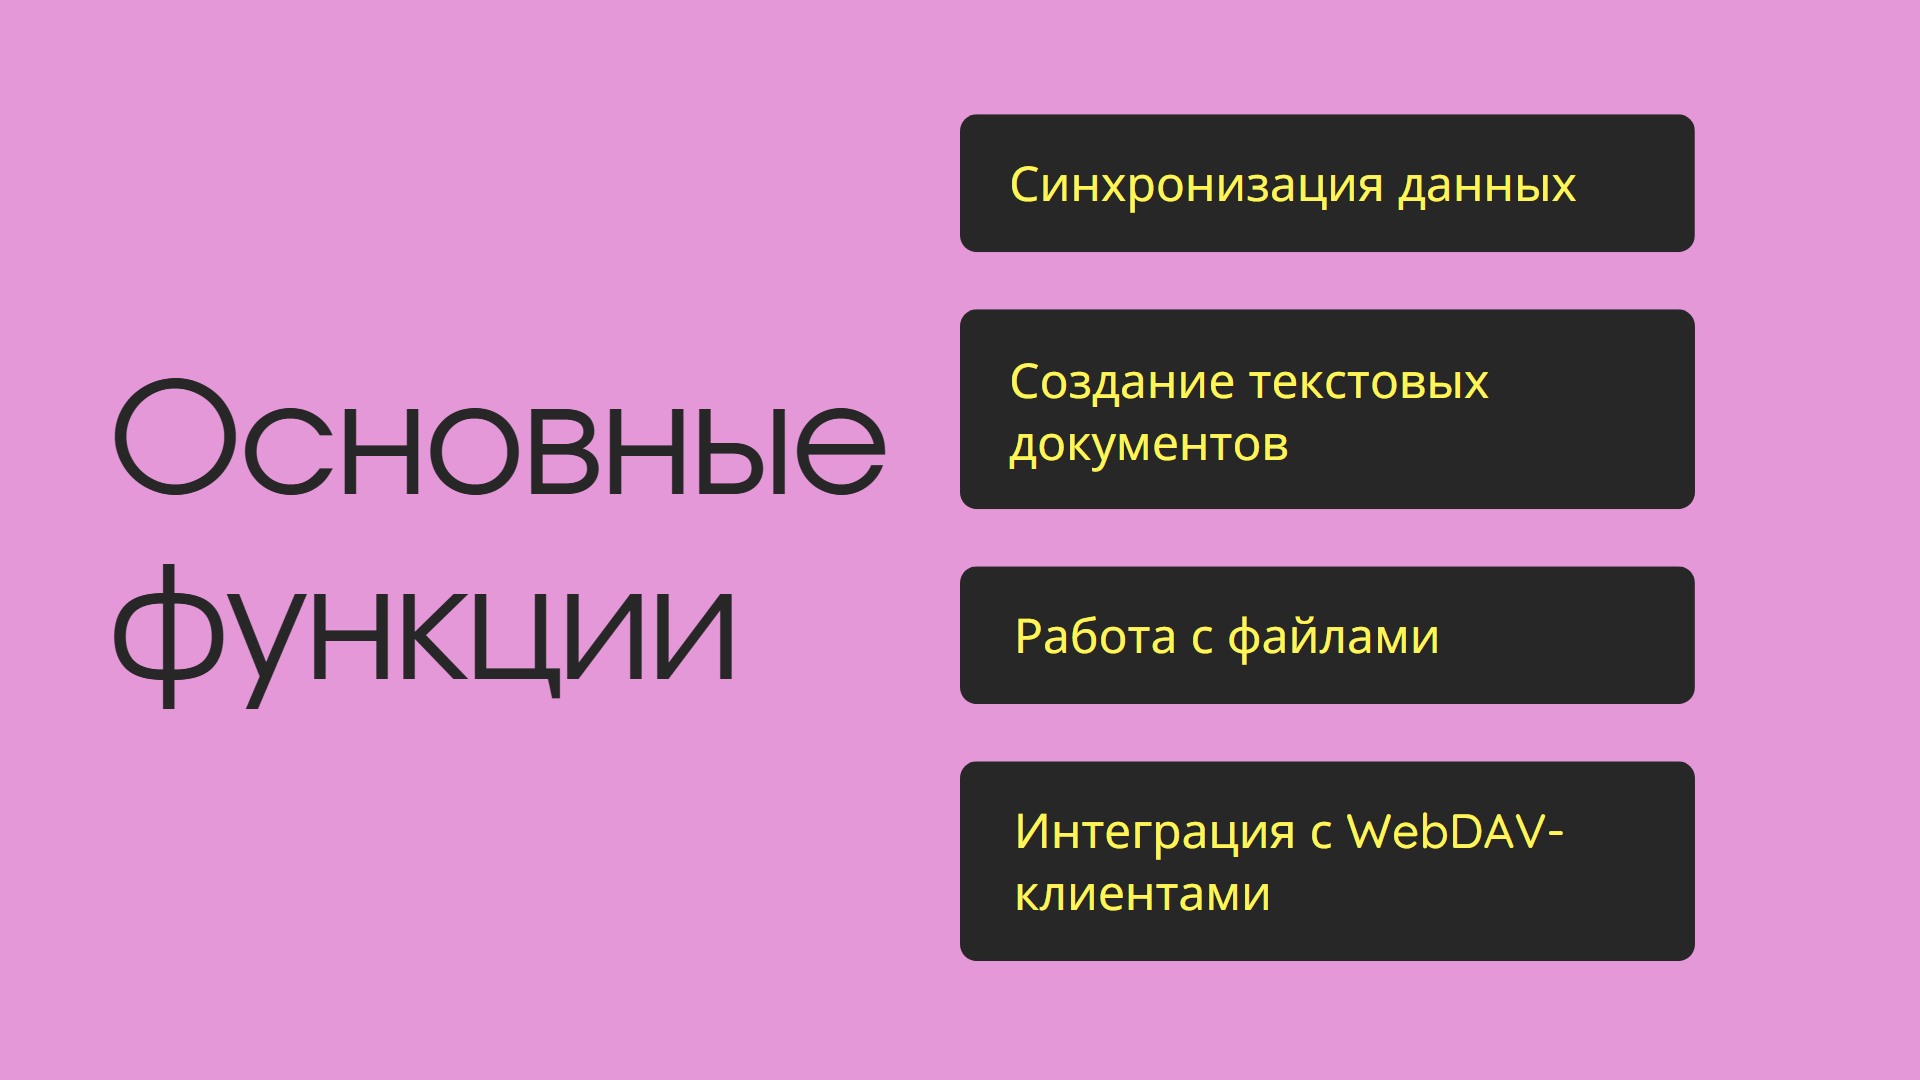 Основные
функции
Синхронизация данных
Создание текстовых
документов
Работа с файлами
Интеграция с WebDAV-
клиентами